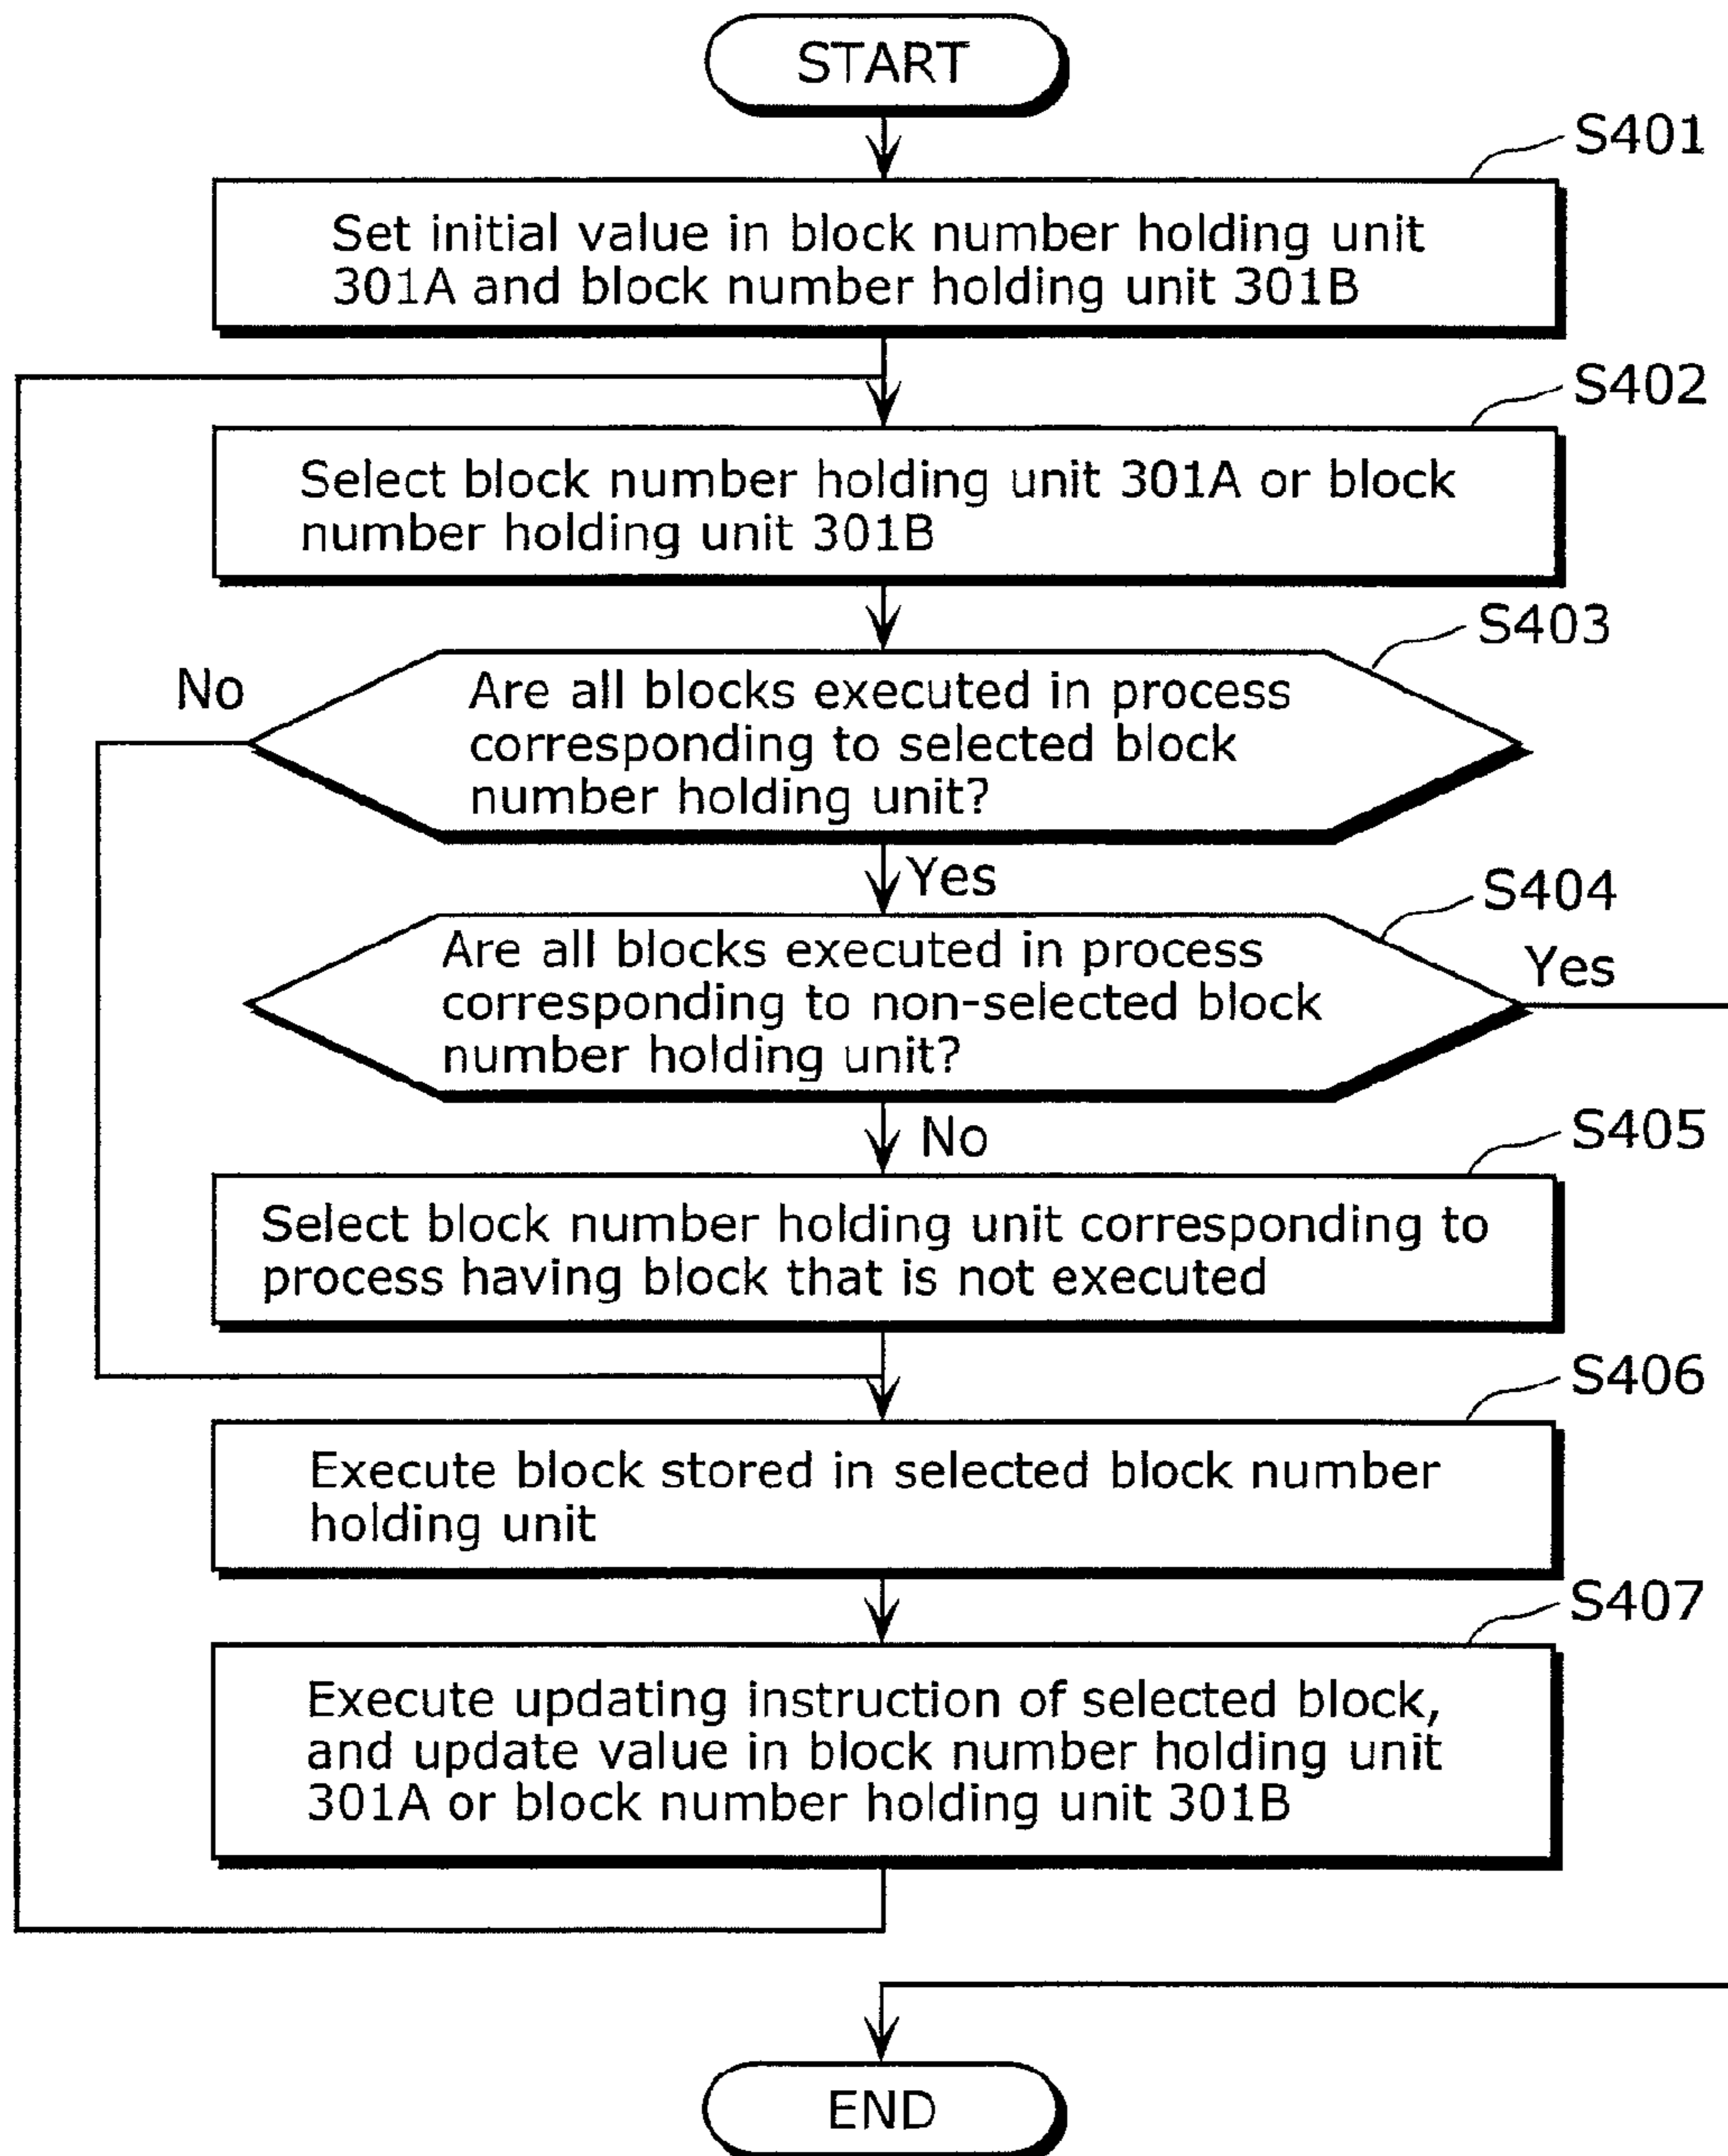 START
S401
Set initial value in block number holding unit
301A and block number holding unit 301B
S402
Select block number holding unit 301A or block
number holding unit 301B
S403
No
Are all blocks executed in process
corresponding to selected block
number holding unit?
Yes
S404
Are all blocks executed in process
corresponding to non-selected block
number holding unit?
Yes
No
S405
Select block number holding unit corresponding to
process having block that is not executed
S406
Execute block stored in selected block number
holding unit
S407
Execute updating instruction of selected block,
and update value in block number holding unit
301A or block number holding unit 301B
END